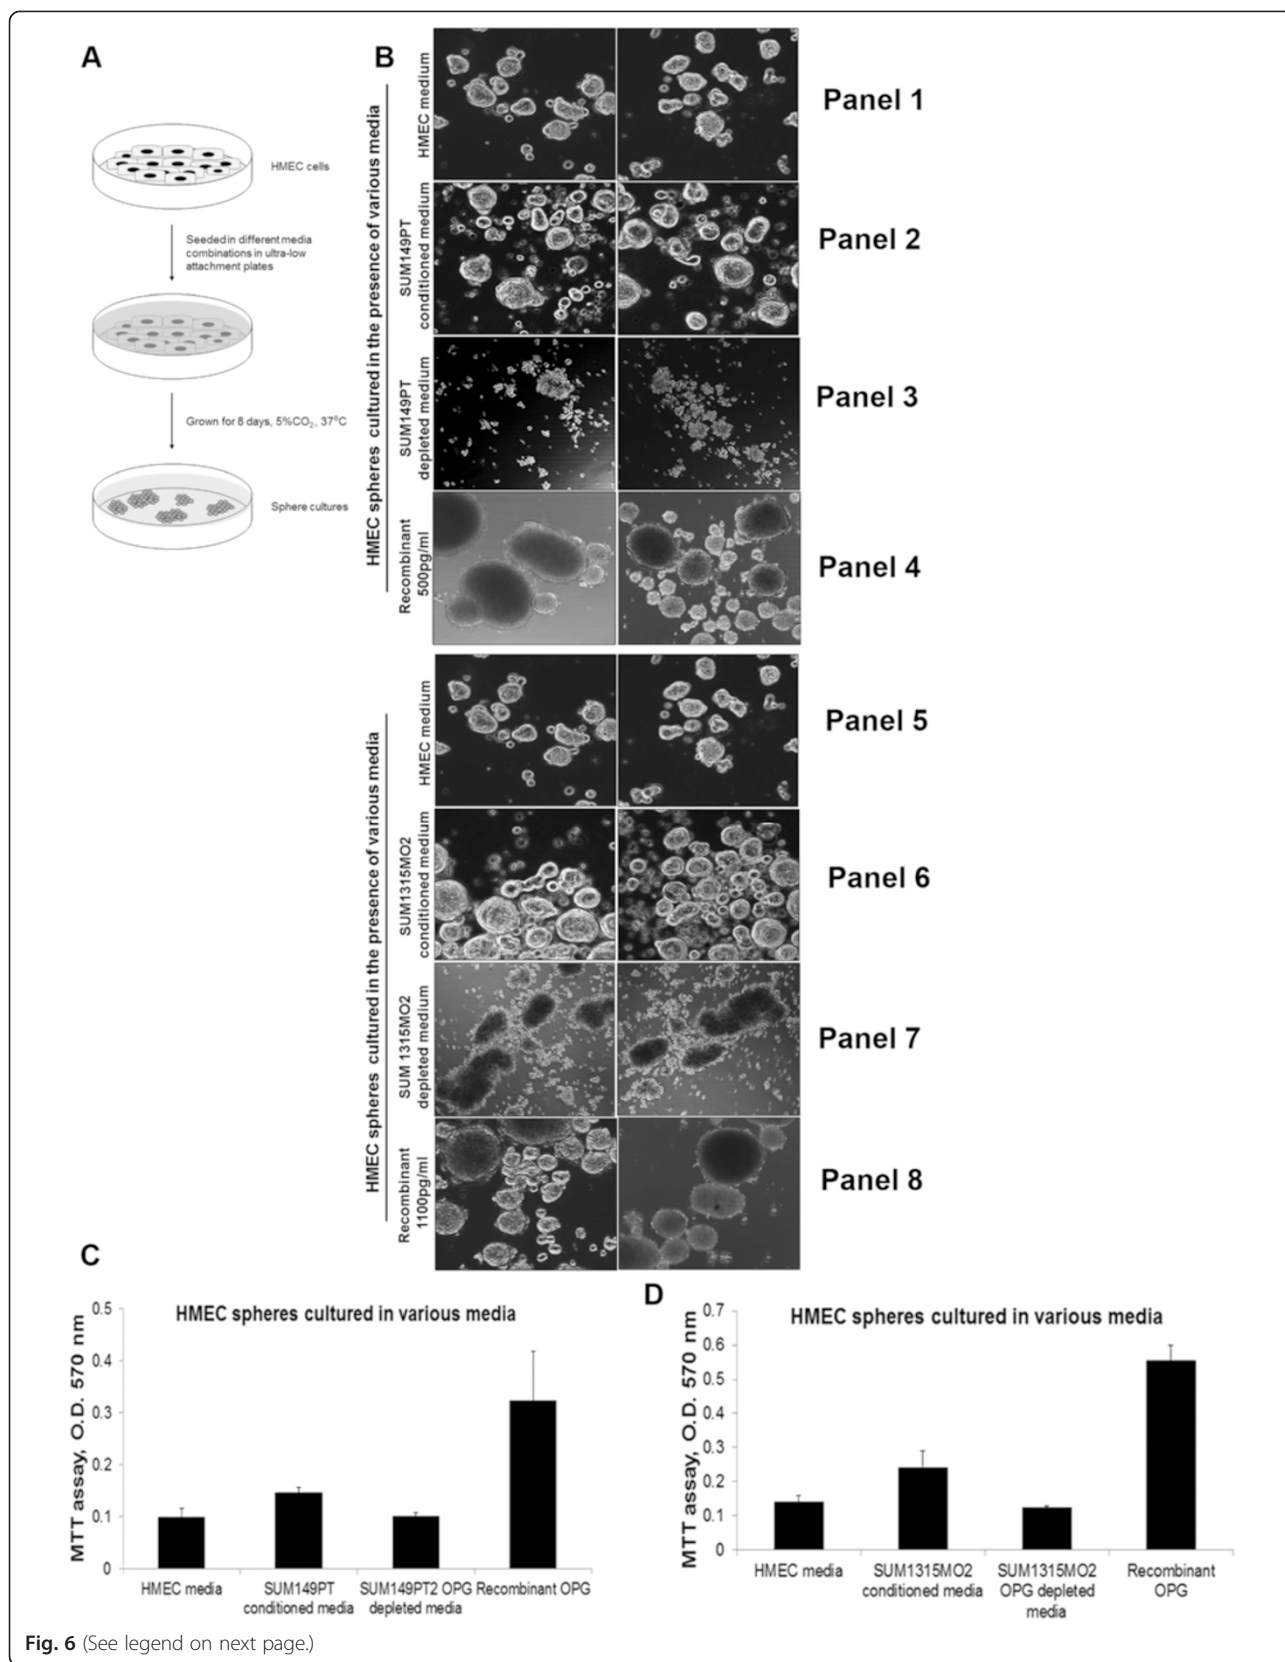 A
HMEC cells
Seeded in different media
combinations in ultra-low
attachment plates
Grown for 8 days, 5%CO₂, 37⁰C
Sphere cultures
B
HMEC spheres cultured in the presence of various media
HMEC medium
Panel 1
SUM149PT
conditioned medium
Panel 2
SUM149PT
depleted medium
Panel 3
Recombinant
500pg/ml
Panel 4
HMEC spheres cultured in the presence of various media
HMEC medium
Panel 5
SUM1315MO2
conditioned medium
Panel 6
SUM 1315MO2
depleted medium
Panel 7
Recombinant
1100pg/ml
Panel 8
C
HMEC spheres cultured in various media
MTT assay, O.D. 570 nm
0.5
0.4
0.3
0.2
0.1
0
HMEC media
SUM149PT
conditioned media
SUM149PT2 OPG
depleted media
Recombinant OPG
D
HMEC spheres cultured in various media
MTT assay, O.D. 570 nm
0.7
0.6
0.5
0.4
0.3
0.2
0.1
0
HMEC media
SUM1315MO2
conditioned media
SUM1315MO2
OPG depleted
media
Recombinant
OPG
Fig. 6 (See legend on next page.)